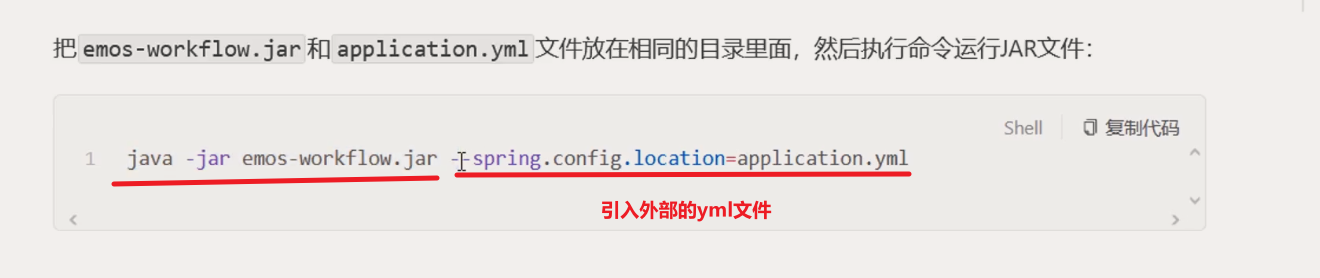 把emos-workflow.jar和application.yml文件放在相同的目录里面，然后执行命令运行JAR文件：
Shell 复制代码
1 java -jar emos-workflow.jar --spring.config.location=application.yml
引入外部的yml文件